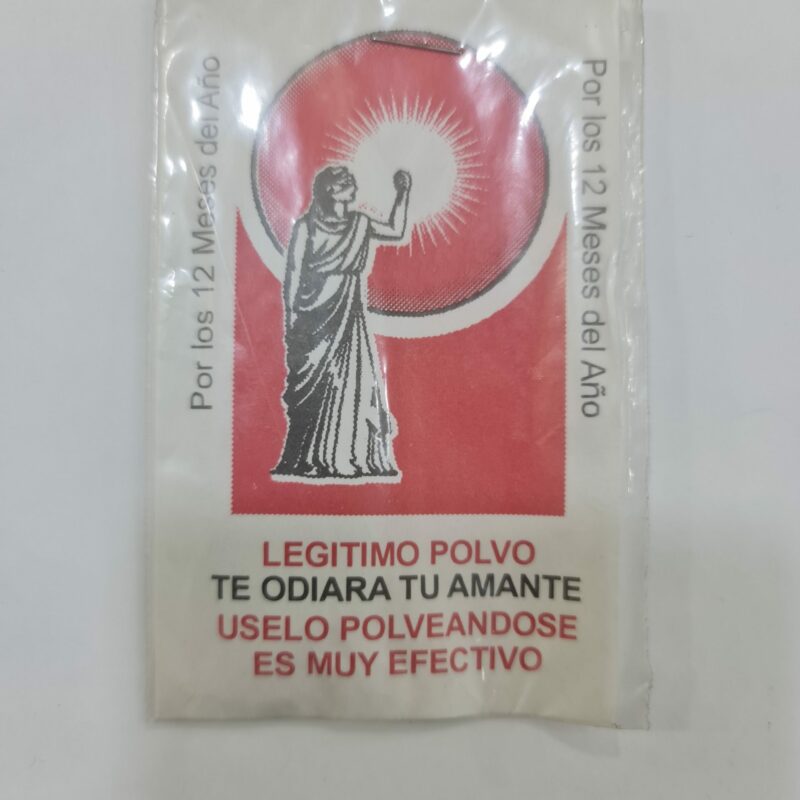 Por los 12 Meses del Año
Por los 12 Meses del Año
LEGITIMO POLVO
TE ODIARA TU AMANTE
USELO POLVEANDOSE
ES MUY EFECTIVO